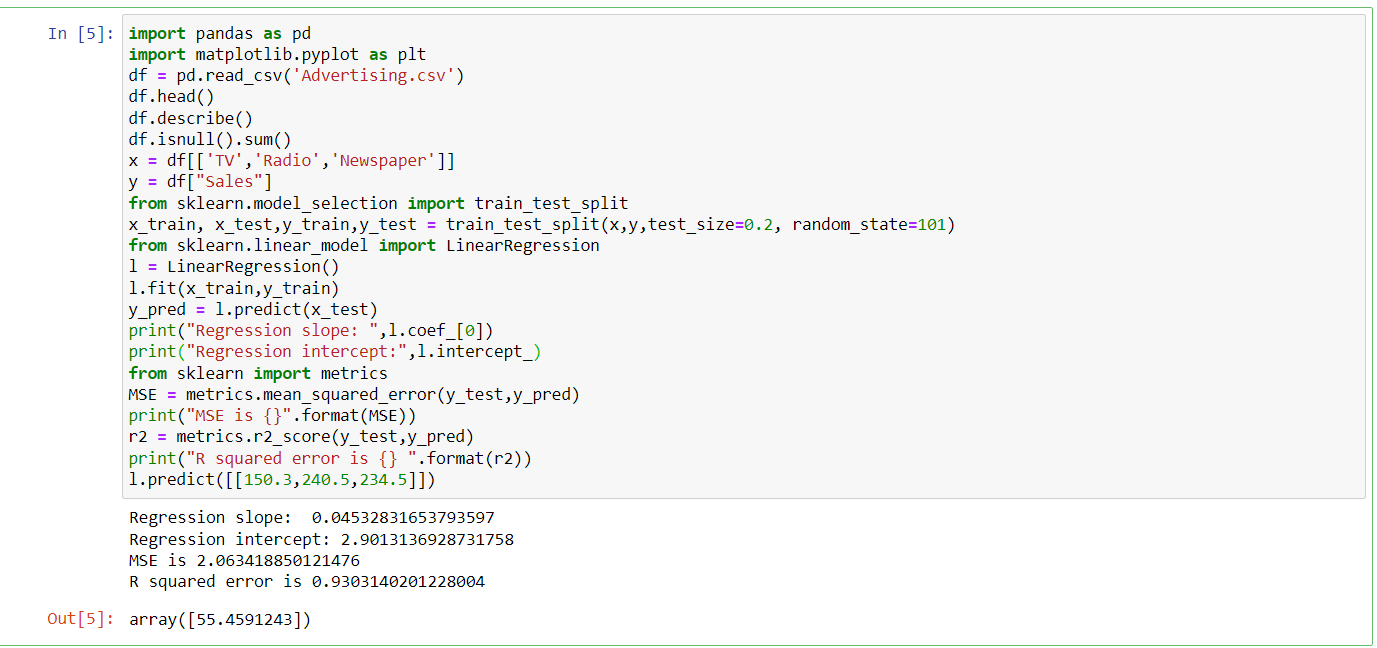 In [5]: import pandas as pd
import matplotlib.pyplot as plt
df = pd.read_csv('Advertising.csv')
df.head()
df.describe()
df.isnull().sum()
x = df[['TV','Radio','Newspaper']]
y = df["Sales"]
from sklearn.model_selection import train_test_split
x_train, x_test,y_train,y_test = train_test_split(x,y,test_size=0.2, random_state=101)
from sklearn.linear_model import LinearRegression
l = LinearRegression()
l.fit(x_train,y_train)
y_pred = l.predict(x_test)
print("Regression slope: ",l.coef_[0])
print("Regression intercept:",l.intercept_)
from sklearn import metrics
MSE = metrics.mean_squared_error(y_test,y_pred)
print("MSE is {}".format(MSE))
r2 = metrics.r2_score(y_test,y_pred)
print("R squared error is {} ".format(r2))
l.predict([[150.3,240.5,234.5]])
Regression slope:  0.04532831653793597
Regression intercept: 2.9013136928731758
MSE is 2.063418850121476
R squared error is 0.9303140201228004
Out[5]: array([55.4591243])